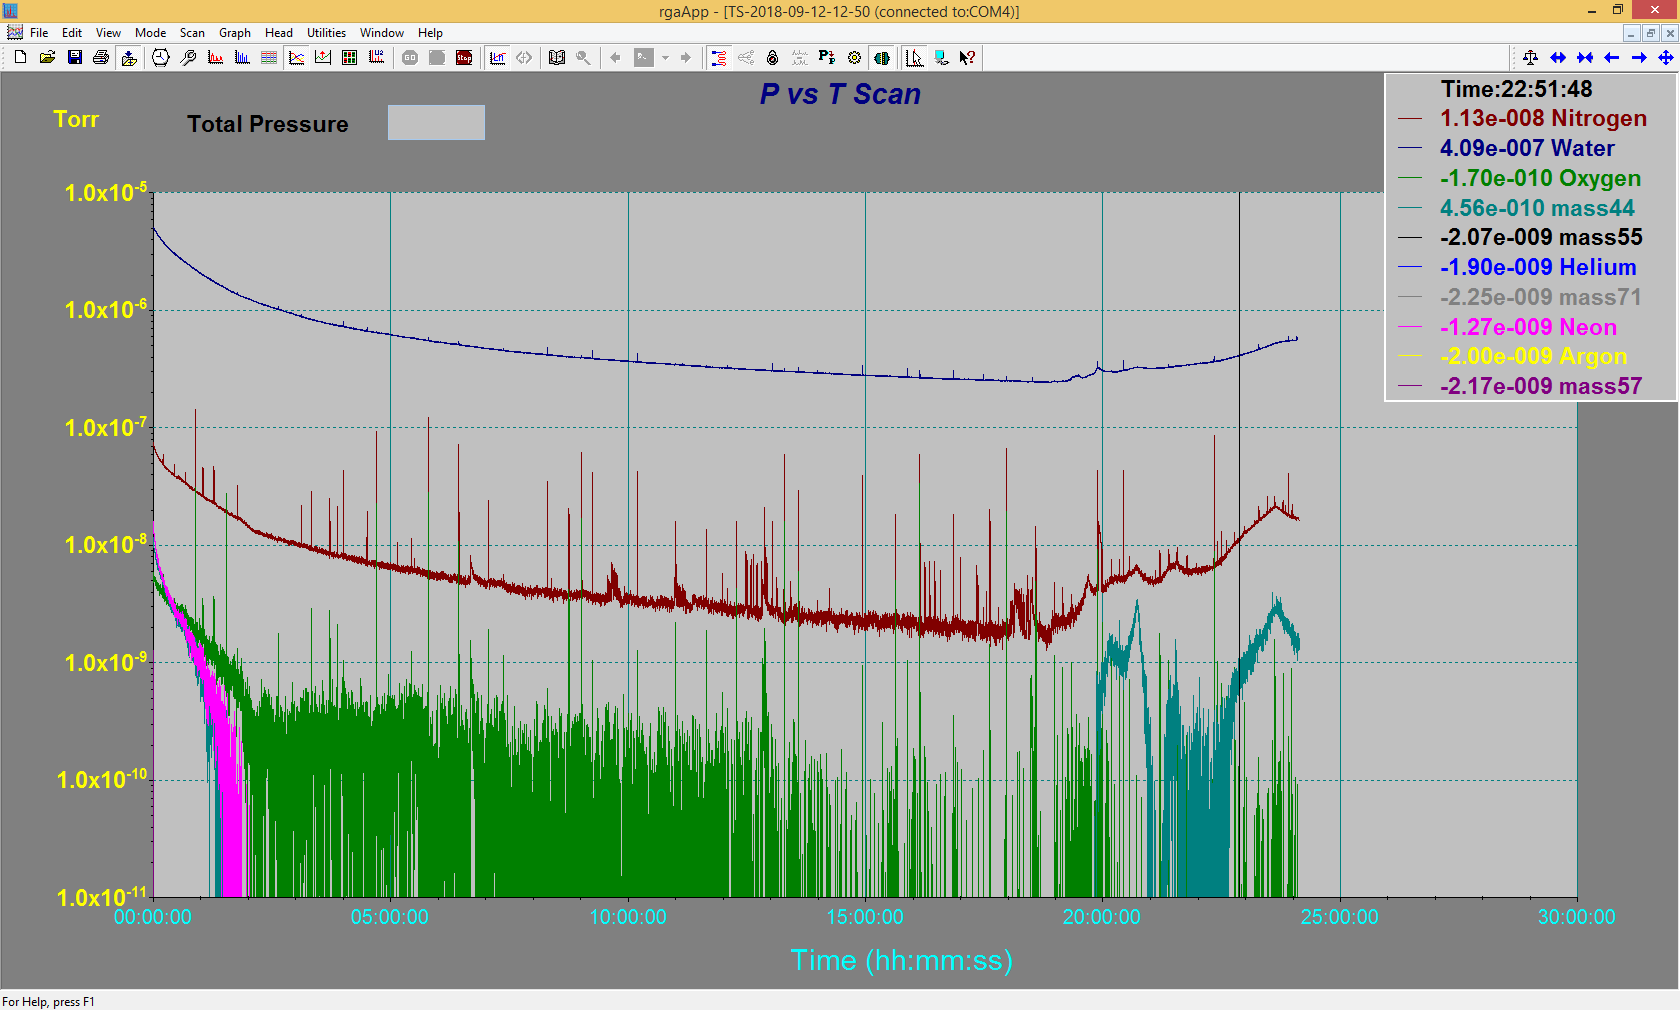 rgaApp - [TS-2018-09-12-12-50 (connected to:COM4)]
File Edit View Mode Scan Graph Head Utilities Window Help
P vs T Scan
Torr
Total Pressure
Time:22:51:48
1.13e-008 Nitrogen
4.09e-007 Water
-1.70e-010 Oxygen
4.56e-010 mass44
-2.07e-009 mass55
-1.90e-009 Helium
-2.25e-009 mass71
-1.27e-009 Neon
-2.00e-009 Argon
-2.17e-009 mass57
1.0x10-5
1.0x10-6
1.0x10-7
1.0x10-8
1.0x10-9
1.0x10-10
1.0x10-11
00:00:00 05:00:00 10:00:00 15:00:00 20:00:00 25:00:00 30:00:00
Time (hh:mm:ss)
For Help, press F1